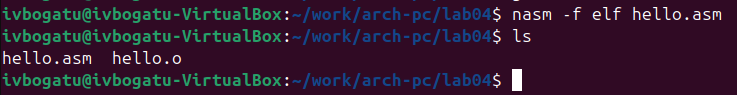 ivbogatu@ivbogatu-VirtualBox:~/work/arch-pc/lab04$ nasm -f elf hello.asm
ivbogatu@ivbogatu-VirtualBox:~/work/arch-pc/lab04$ ls
hello.asm  hello.o
ivbogatu@ivbogatu-VirtualBox:~/work/arch-pc/lab04$